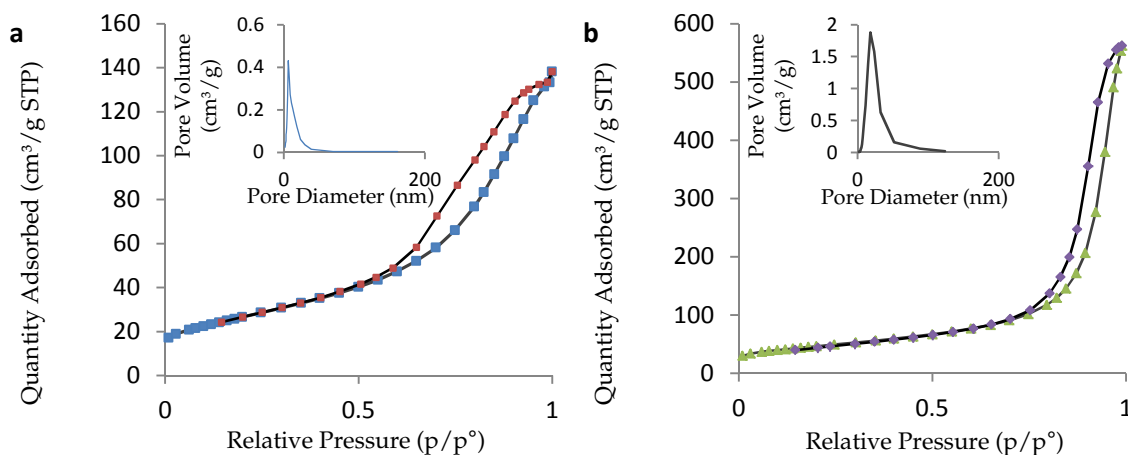 a
Quantity Adsorbed (cm³/g STP)
160
140
120
100
80
60
40
20
0
0
0.5
1
Relative Pressure (p/p°)
Pore Volume
(cm³/g)
0.6
0.4
0.2
0
0
200
Pore Diameter (nm)
b
Quantity Adsorbed (cm³/g STP)
600
500
400
300
200
100
0
0
0.5
1
Relative Pressure (p/p°)
Pore Volume
(cm³/g)
2
1.5
1
0.5
0
0
200
Pore Diameter (nm)